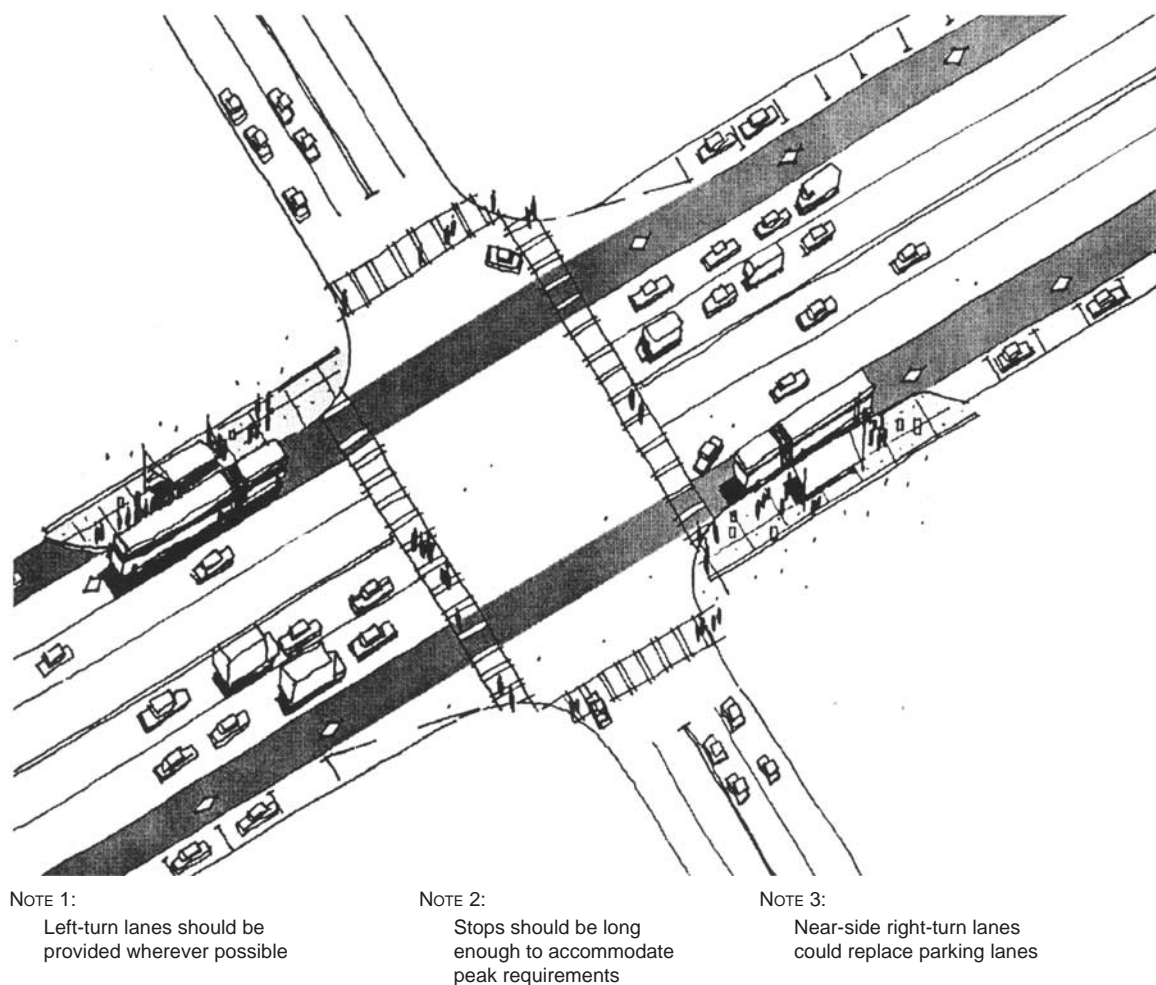 NOTE 1:
Left-turn lanes should be
provided wherever possible
NOTE 2:
Stops should be long
enough to accommodate
peak requirements
NOTE 3:
Near-side right-turn lanes
could replace parking lanes